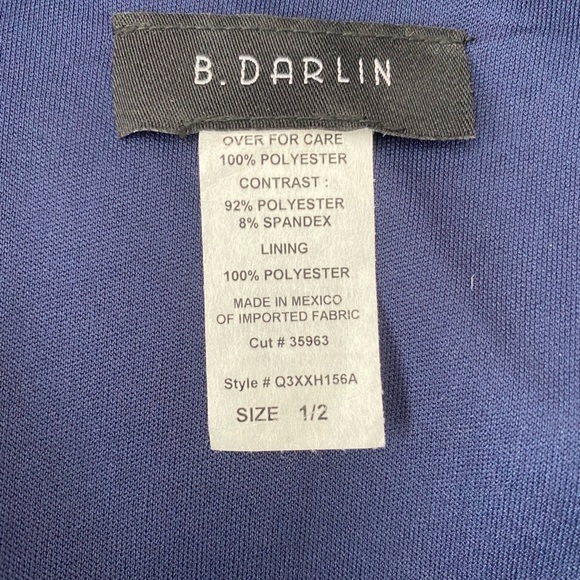 B. DARLIN
OVER FOR CARE
100% POLYESTER
CONTRAST :
92% POLYESTER
8% SPANDEX
LINING
100% POLYESTER
MADE IN MEXICO
OF IMPORTED FABRIC
Cut # 35963
Style # Q3XXH156A
SIZE 1/2